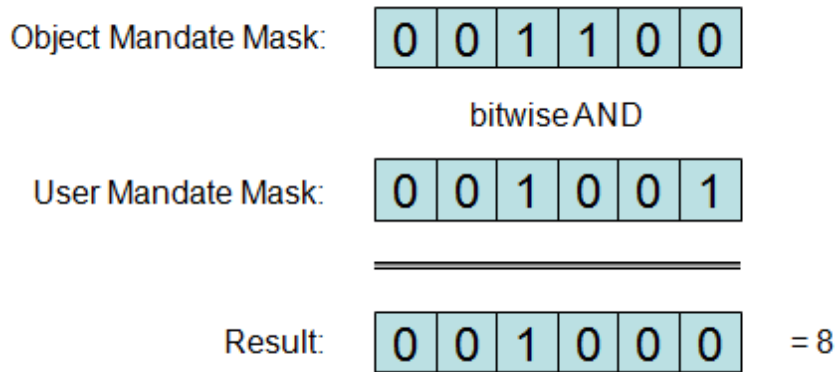 Object Mandate Mask: 0 0 1 1 0 0
bitwise AND
User Mandate Mask: 0 0 1 0 0 1
Result: 0 0 1 0 0 0 = 8